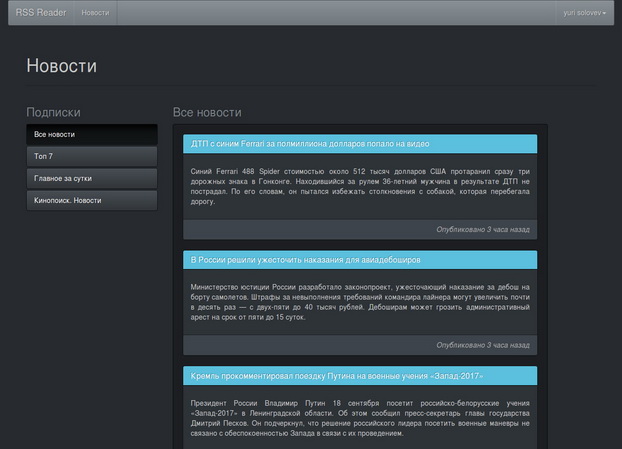 RSS Reader
Новости
yuri solovev
Новости
Подписки
Все новости
Топ 7
Главное за сутки
Кинопоиск. Новости
Все новости
ДТП с синим Ferrari за полмиллиона долларов попало на видео
Синий Ferrari 488 Spider стоимостью около 512 тысяч долларов США протаранил сразу три
дорожных знака в Гонконге. Находившийся за рулем 36-летний мужчина в результате ДТП не
пострадал. По его словам, он пытался избежать столкновения с собакой, которая перебегала
дорогу.
Опубликовано 3 часа назад
В России решили ужесточить наказания для авиадебоширов
Министерство юстиции России разработало законопроект, ужесточающий наказание за дебош на
борту самолетов. Штрафы за невыполнения требований командира лайнера могут увеличить почти
в десять раз — с двух-пяти до 40 тысяч рублей. Дебоширам может грозить административный
арест на срок от пяти до 15 суток.
Опубликовано 3 часа назад
Кремль прокомментировал поездку Путина на военные учения «Запад-2017»
Президент России Владимир Путин 18 сентября посетит российско-белорусские учения
«Запад-2017» в Ленинградской области. Об этом сообщил пресс-секретарь главы государства
Дмитрий Песков. Он подчеркнул, что решение российского лидера посетить военные маневры не
связано с обеспокоенностью Запада в связи с их проведением.